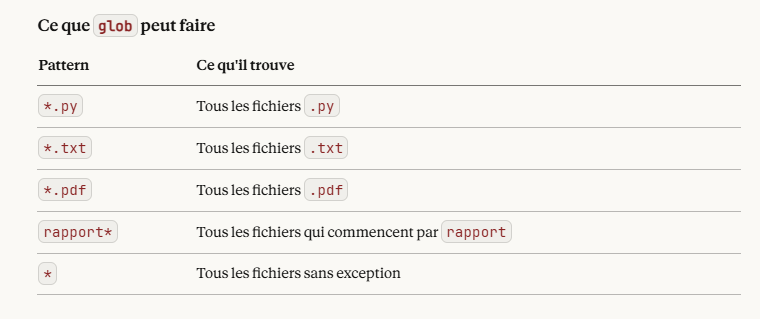 Ce que glob peut faire
Pattern Ce qu'il trouve
*.py Tous les fichiers .py
*.txt Tous les fichiers .txt
*.pdf Tous les fichiers .pdf
rapport* Tous les fichiers qui commencent par rapport
* Tous les fichiers sans exception